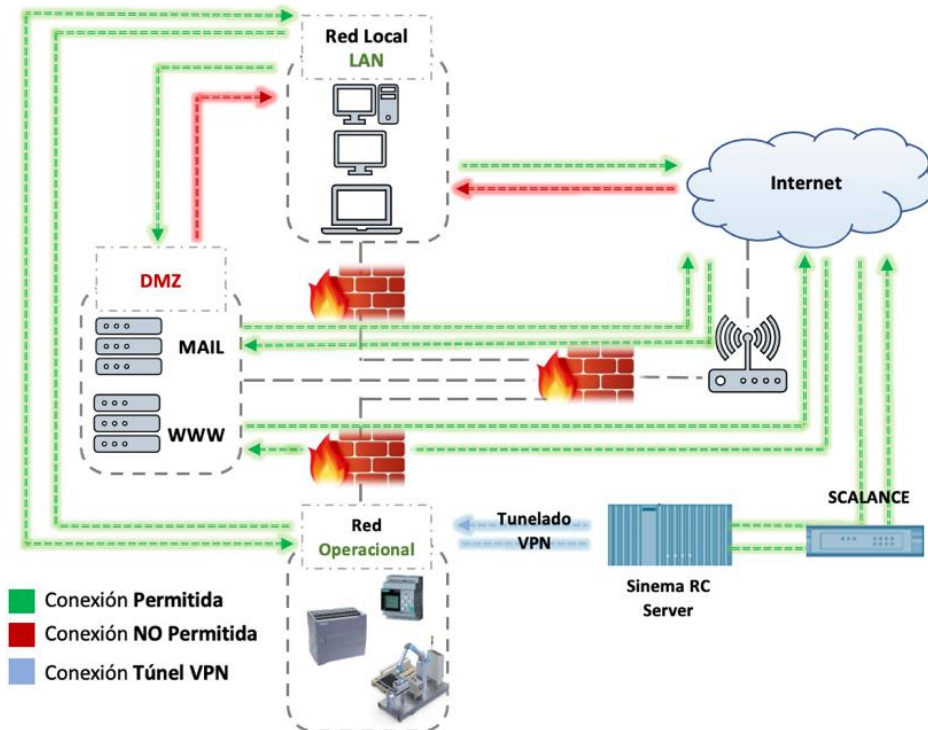 Red Local
LAN
Internet
DMZ
MAIL
WWW
SCALANCE
Red
Operacional
Tunelado
VPN
Sinema RC
Server
Conexión Permitida
Conexión NO Permitida
Conexión Túnel VPN